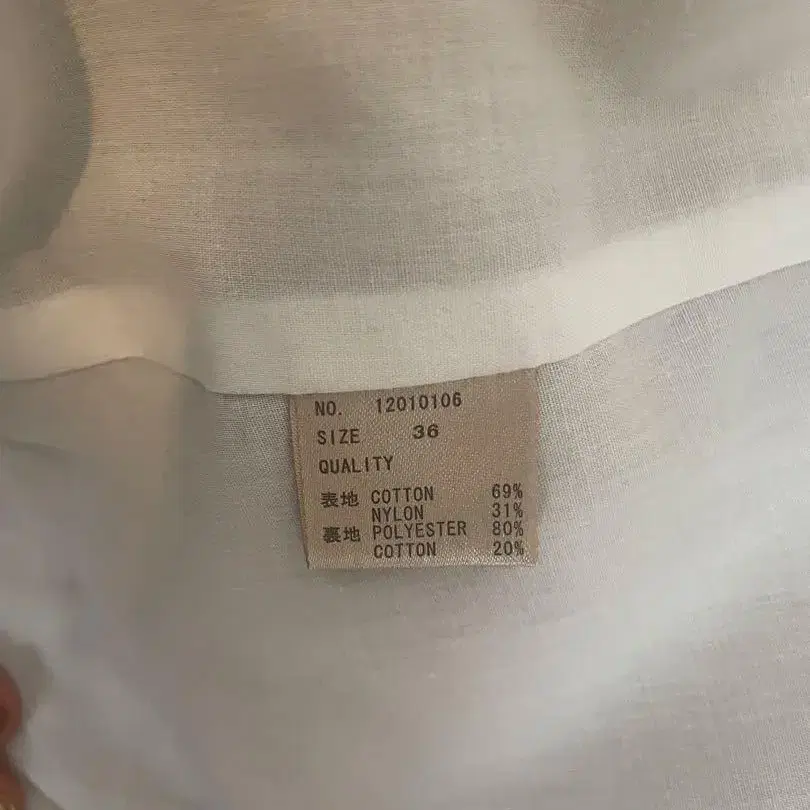 NO. 12010106
SIZE 36
QUALITY
表地 COTTON 69%
NYLON 31%
裏地 POLYESTER 80%
COTTON 20%